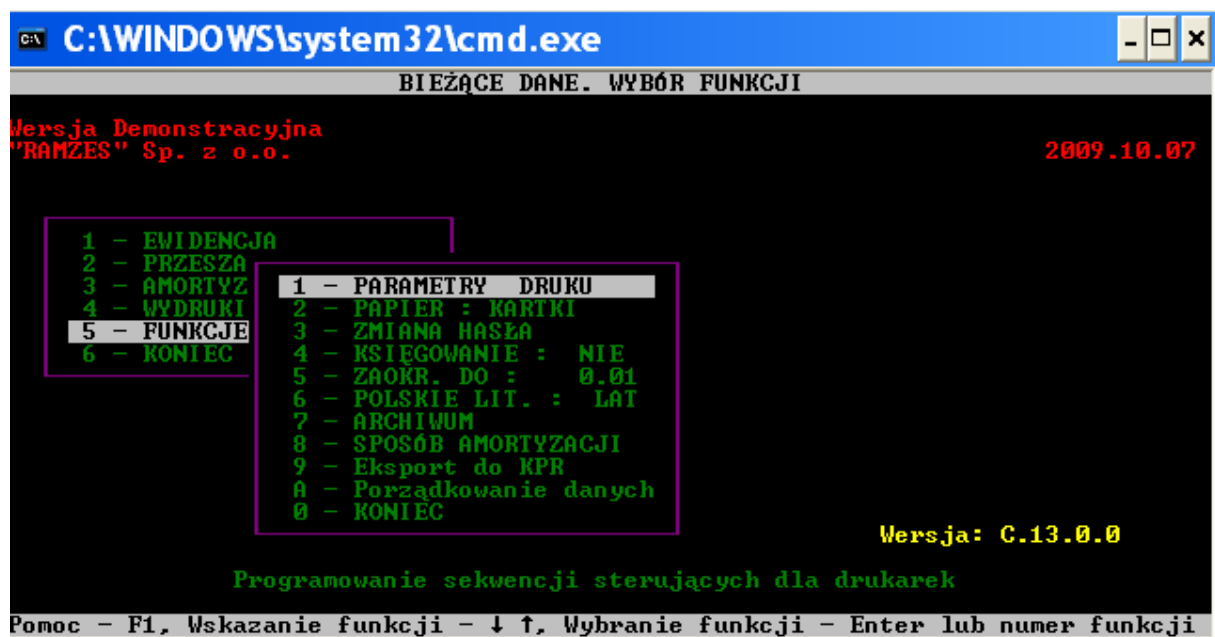 C:\WINDOWS\system32\cmd.exe
BIEŻĄCE DANE. WYBÓR FUNKCJI
Wersja Demonstracyjna
"RAMZES" Sp. z o.o. 2009.10.07
1 - EWIDENCJA
2 - PRZESZA
3 - AMORTYZ
4 - WYDRUKI
5 - FUNKCJE
6 - KONIEC
1 - PARAMETRY DRUKU
2 - PAPIER : KARTKI
3 - ZMIANA HASŁA
4 - KSIĘGOWANIE : NIE
5 - ZAOKR. DO : 0.01
6 - POLSKIE LIT. : LAT
7 - ARCHIWUM
8 - SPOSÓB AMORTYZACJI
9 - Eksport do KPR
A - Porządkowanie danych
0 - KONIEC
Wersja: C.13.0.0
Programowanie sekwencji sterujących dla drukarek
Pomoc - F1, Wskazanie funkcji - ↓ ↑, Wybranie funkcji - Enter lub numer funkcji